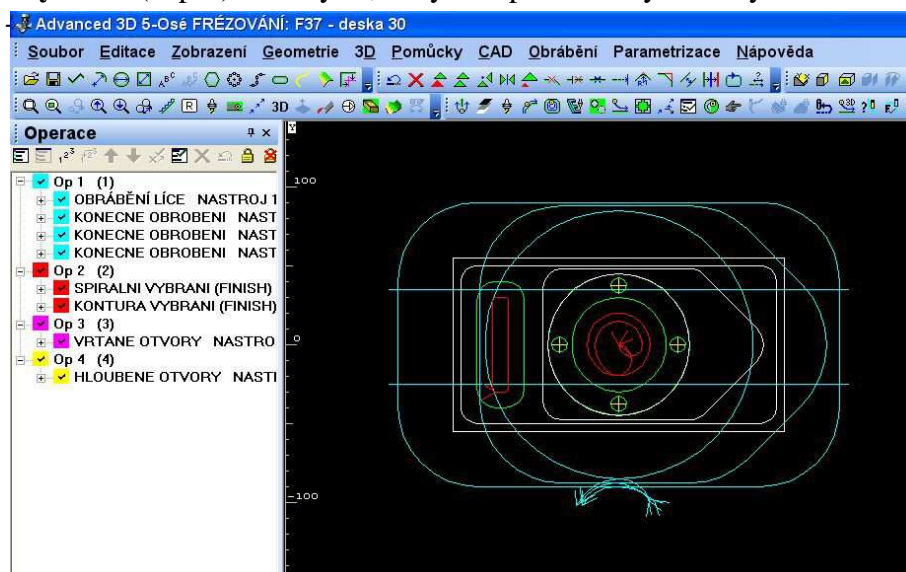 Advanced 3D 5-Osé FRÉZOVÁNÍ: F37 - deska 30
Soubor Editace Zobrazení Geometrie 3D Pomůcky CAD Obrábění Parametrizace Nápověda
3D
Operace
Y
Op 1 (1)
OBRÁBĚNÍ LÍCE NASTROJ 1
KONECNE OBROBENI NAST
KONECNE OBROBENI NAST
KONECNE OBROBENI NAST
Op 2 (2)
SPIRALNI VYBRANI (FINISH)
KONTURA VYBRANI (FINISH)
Op 3 (3)
VRTANE OTVORY NASTRO
Op 4 (4)
HLOUBENE OTVORY NASTI
100
0
-100